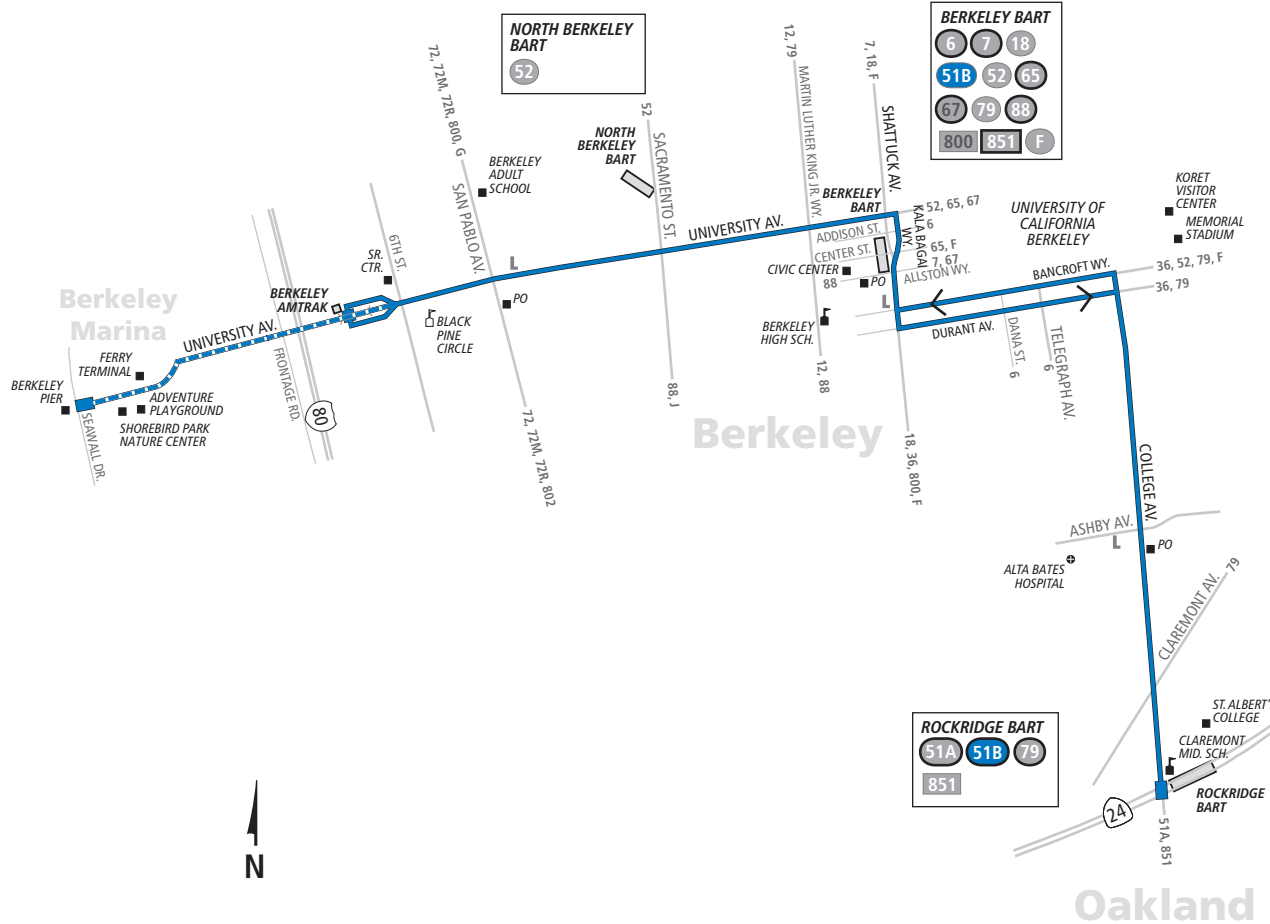 NORTH BERKELEY
BART
52
BERKELEY BART
6 7 18
51B 52 65
67 79 88
800 851 F
12, 79
7, 18, F
72, 72M, 72R, 800, G
52
MARTIN LUTHER KING JR. WY.
SHATTUCK AV.
NORTH
BERKELEY
BART
SACRAMENTO ST.
BERKELEY
ADULT
SCHOOL
SAN PABLO AV.
KORET
VISITOR
CENTER
MEMORIAL
STADIUM
BERKELEY
BART
52, 65, 67
UNIVERSITY OF
CALIFORNIA
BERKELEY
UNIVERSITY AV.
ADDISON ST.
6
KALA BAGAI
WY.
CENTER ST.
65, F
7, 67
CIVIC CENTER
ALLSTON WY.
88
PO
6TH ST.
SR.
CTR.
L
BANCROFT WY.
36, 52, 79, F
36, 79
BERKELEY
AMTRAK
PO
L
Berkeley
Marina
BLACK
PINE
CIRCLE
BERKELEY
HIGH SCH.
DURANT AV.
DANA ST.
6
TELEGRAPH AV.
6
UNIVERSITY AV.
FERRY
TERMINAL
FRONTAGE RD.
BERKELEY
PIER
ADVENTURE
PLAYGROUND
SHOREBIRD PARK
NATURE CENTER
SEAWALL DR.
80
88, J
12, 88
72, 72M, 72R, 802
Berkeley
18, 36, 800, F
COLLEGE AV.
ASHBY AV.
L
PO
ALTA BATES
HOSPITAL
CLAREMONT AV.
79
ROCKRIDGE BART
51A 51B 79
851
ST. ALBERT'
COLLEGE
CLAREMONT
MID. SCH.
ROCKRIDGE
BART
24
51A, 851
N
Oakland